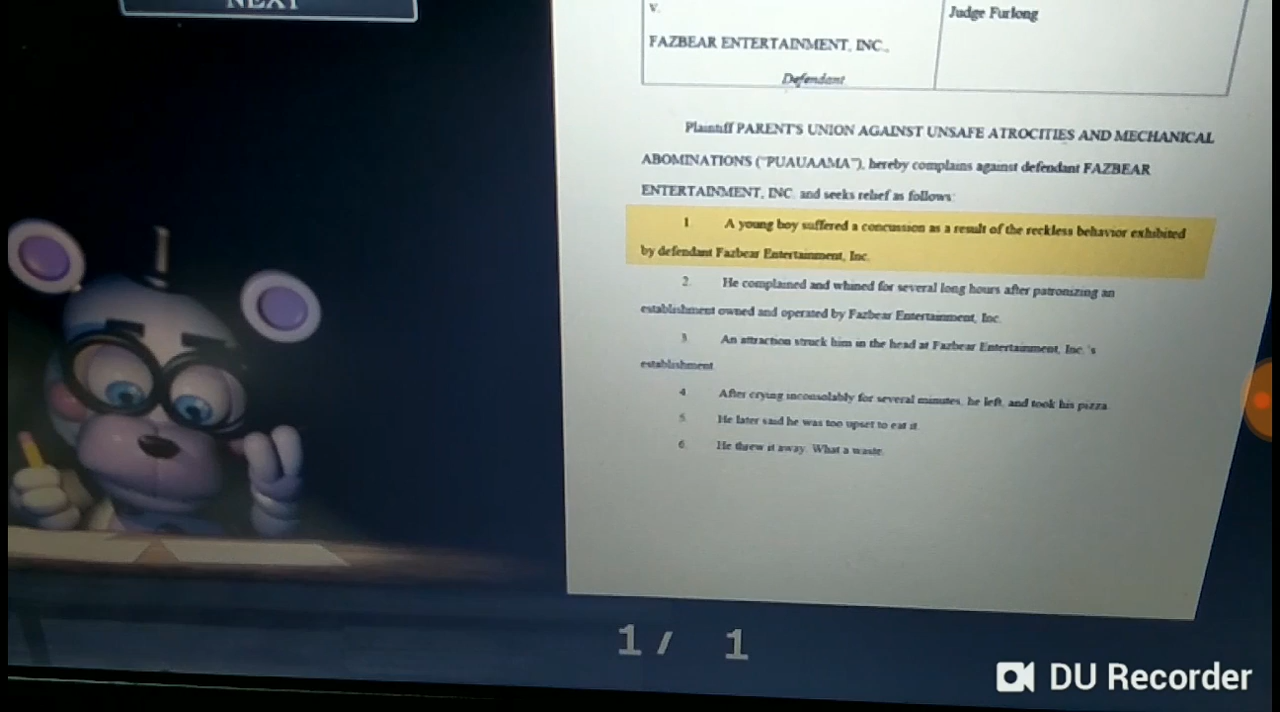 NEXT
v.
FAZBEAR ENTERTAINMENT, INC.,
Defendant.
Judge Furlong
Plaintiff PARENT'S UNION AGAINST UNSAFE ATROCITIES AND MECHANICAL
ABOMINATIONS ("PUAUAAMA"), hereby complains against defendant FAZBEAR
ENTERTAINMENT, INC. and seeks relief as follows:
1. A young boy suffered a concussion as a result of the reckless behavior exhibited
by defendant Fazbear Entertainment, Inc.
2. He complained and whined for several long hours after patronizing an
establishment owned and operated by Fazbear Entertainment, Inc.
3. An attraction struck him in the head at Fazbear Entertainment, Inc.'s
establishment.
4. After crying inconsolably for several minutes, he left, and took his pizza.
5. He later said he was too upset to eat it.
6. He threw it away. What a waste.
1 / 1
DU Recorder